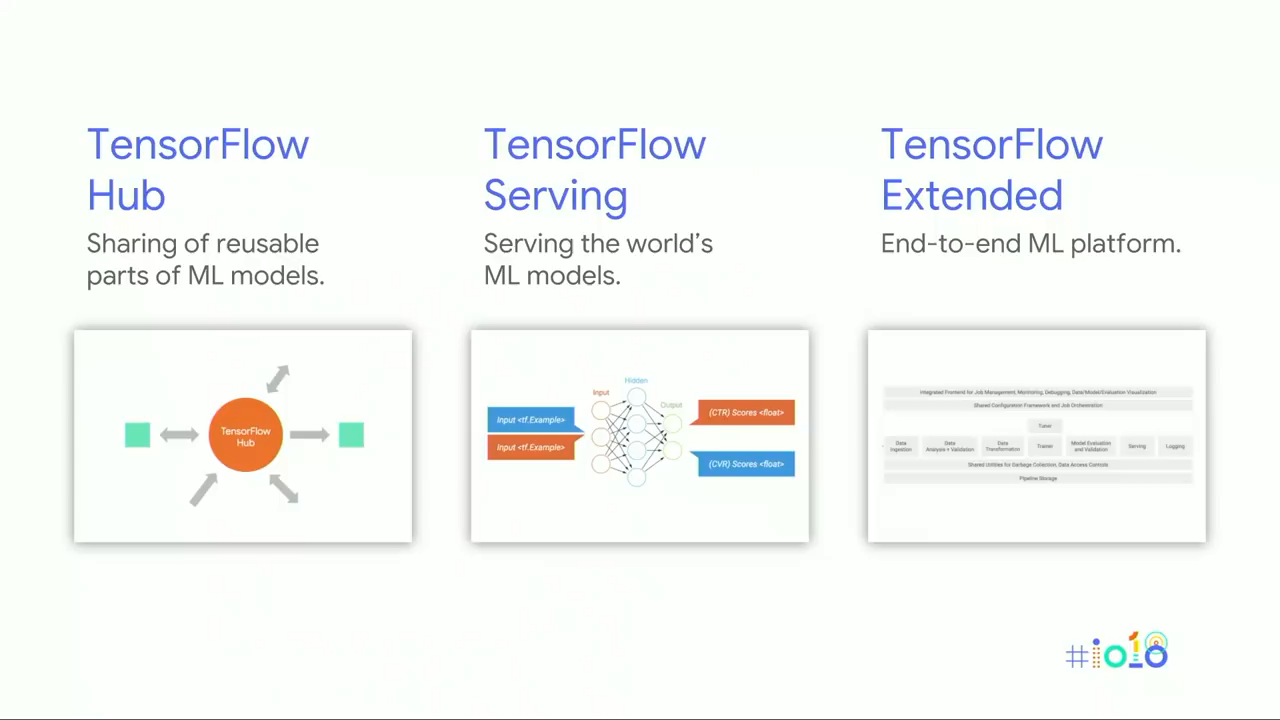 TensorFlow
Hub
Sharing of reusable
parts of ML models.
TensorFlow
Hub
TensorFlow
Serving
Serving the world's
ML models.
Hidden
Input
Output
Input <tf.Example>
Input <tf.Example>
(CTR) Scores <float>
(CVR) Scores <float>
TensorFlow
Extended
End-to-end ML platform.
Integrated Frontend for Job Management, Monitoring, Debugging, Data/Model/Evaluation Visualization
Shared Configuration Framework and Job Orchestration
Tuner
Data
Ingestion
Data
Analysis + Validation
Data
Transformation
Trainer
Model Evaluation
and Validation
Serving
Logging
Shared Utilities for Garbage Collection, Data Access Controls
Pipeline Storage
#io18